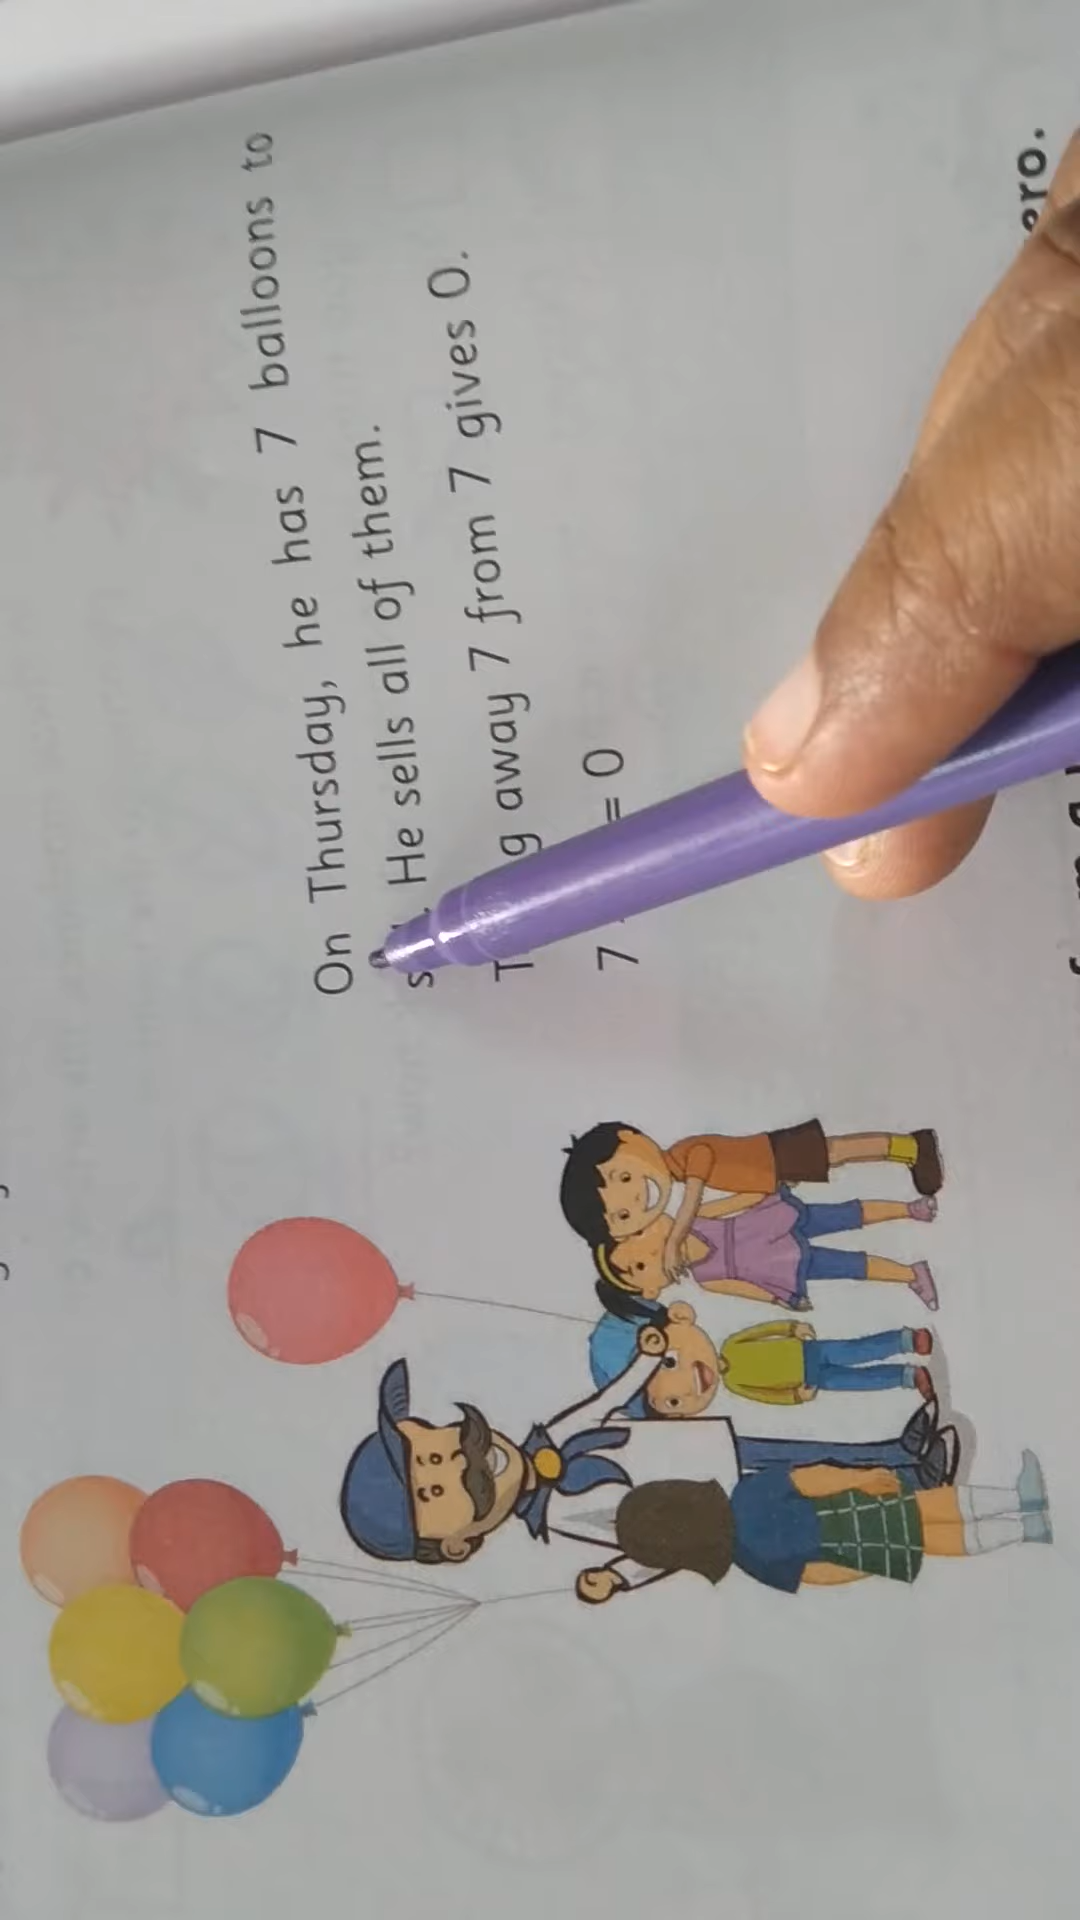 On Thursday, he has 7 balloons to
He sells all of them.
away 7 from 7 gives 0.
7 = 0